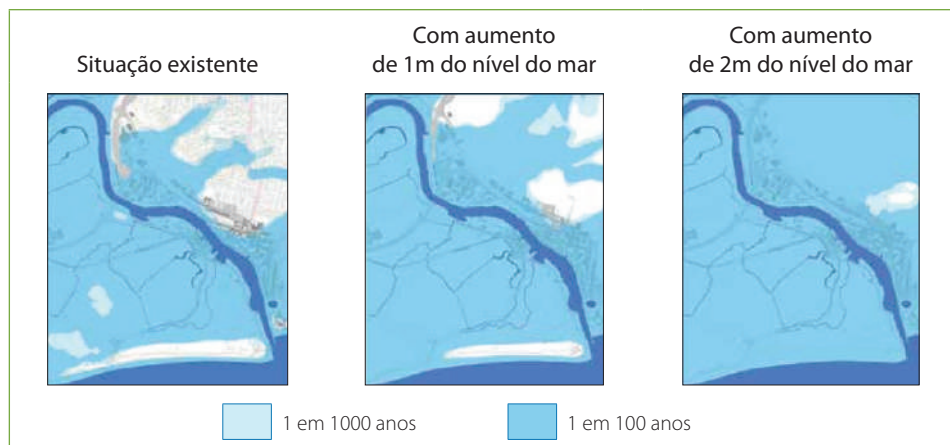 Situação existente
Com aumento
de 1m do nível do mar
Com aumento
de 2m do nível do mar
1 em 1000 anos
1 em 100 anos